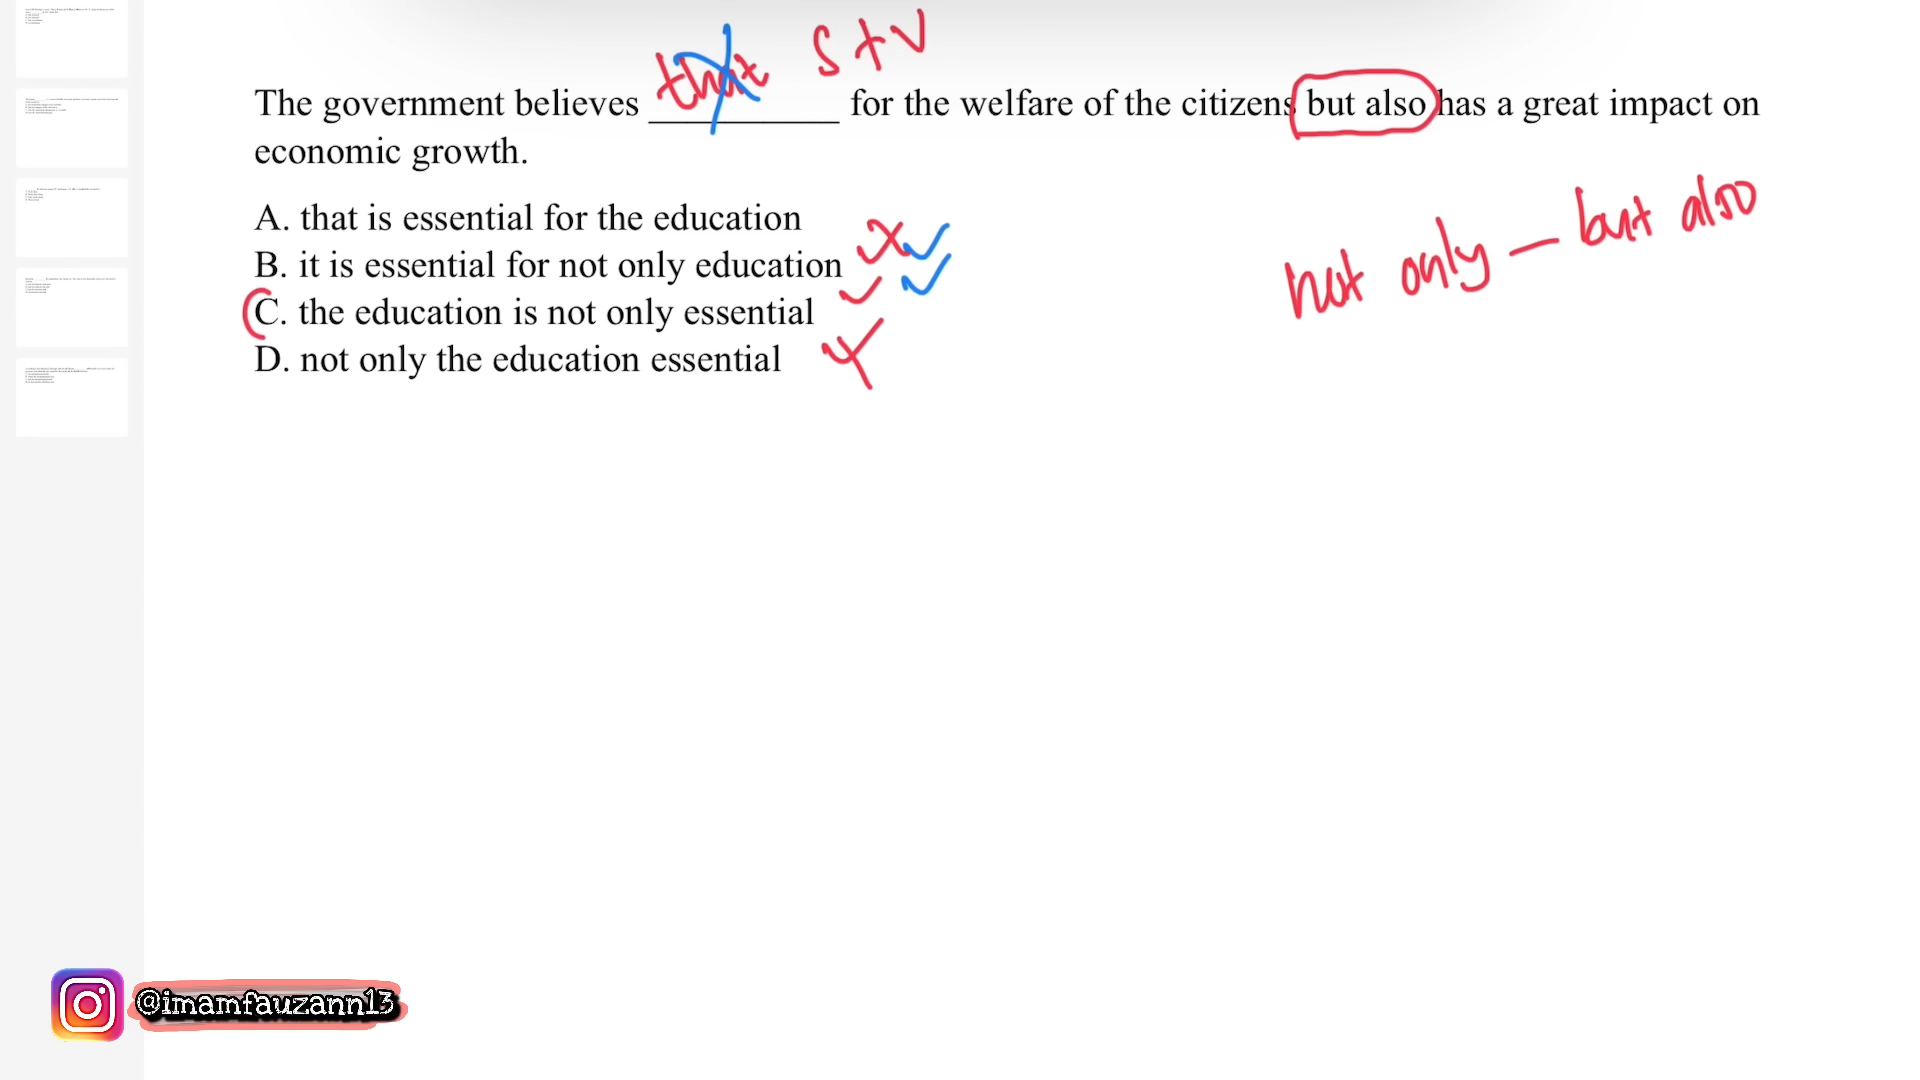 that S + V
The government believes __________ for the welfare of the citizens but also has a great impact on
economic growth.
A. that is essential for the education
B. it is essential for not only education
C. the education is not only essential
D. not only the education essential
not only — but also
@imamfauzann13